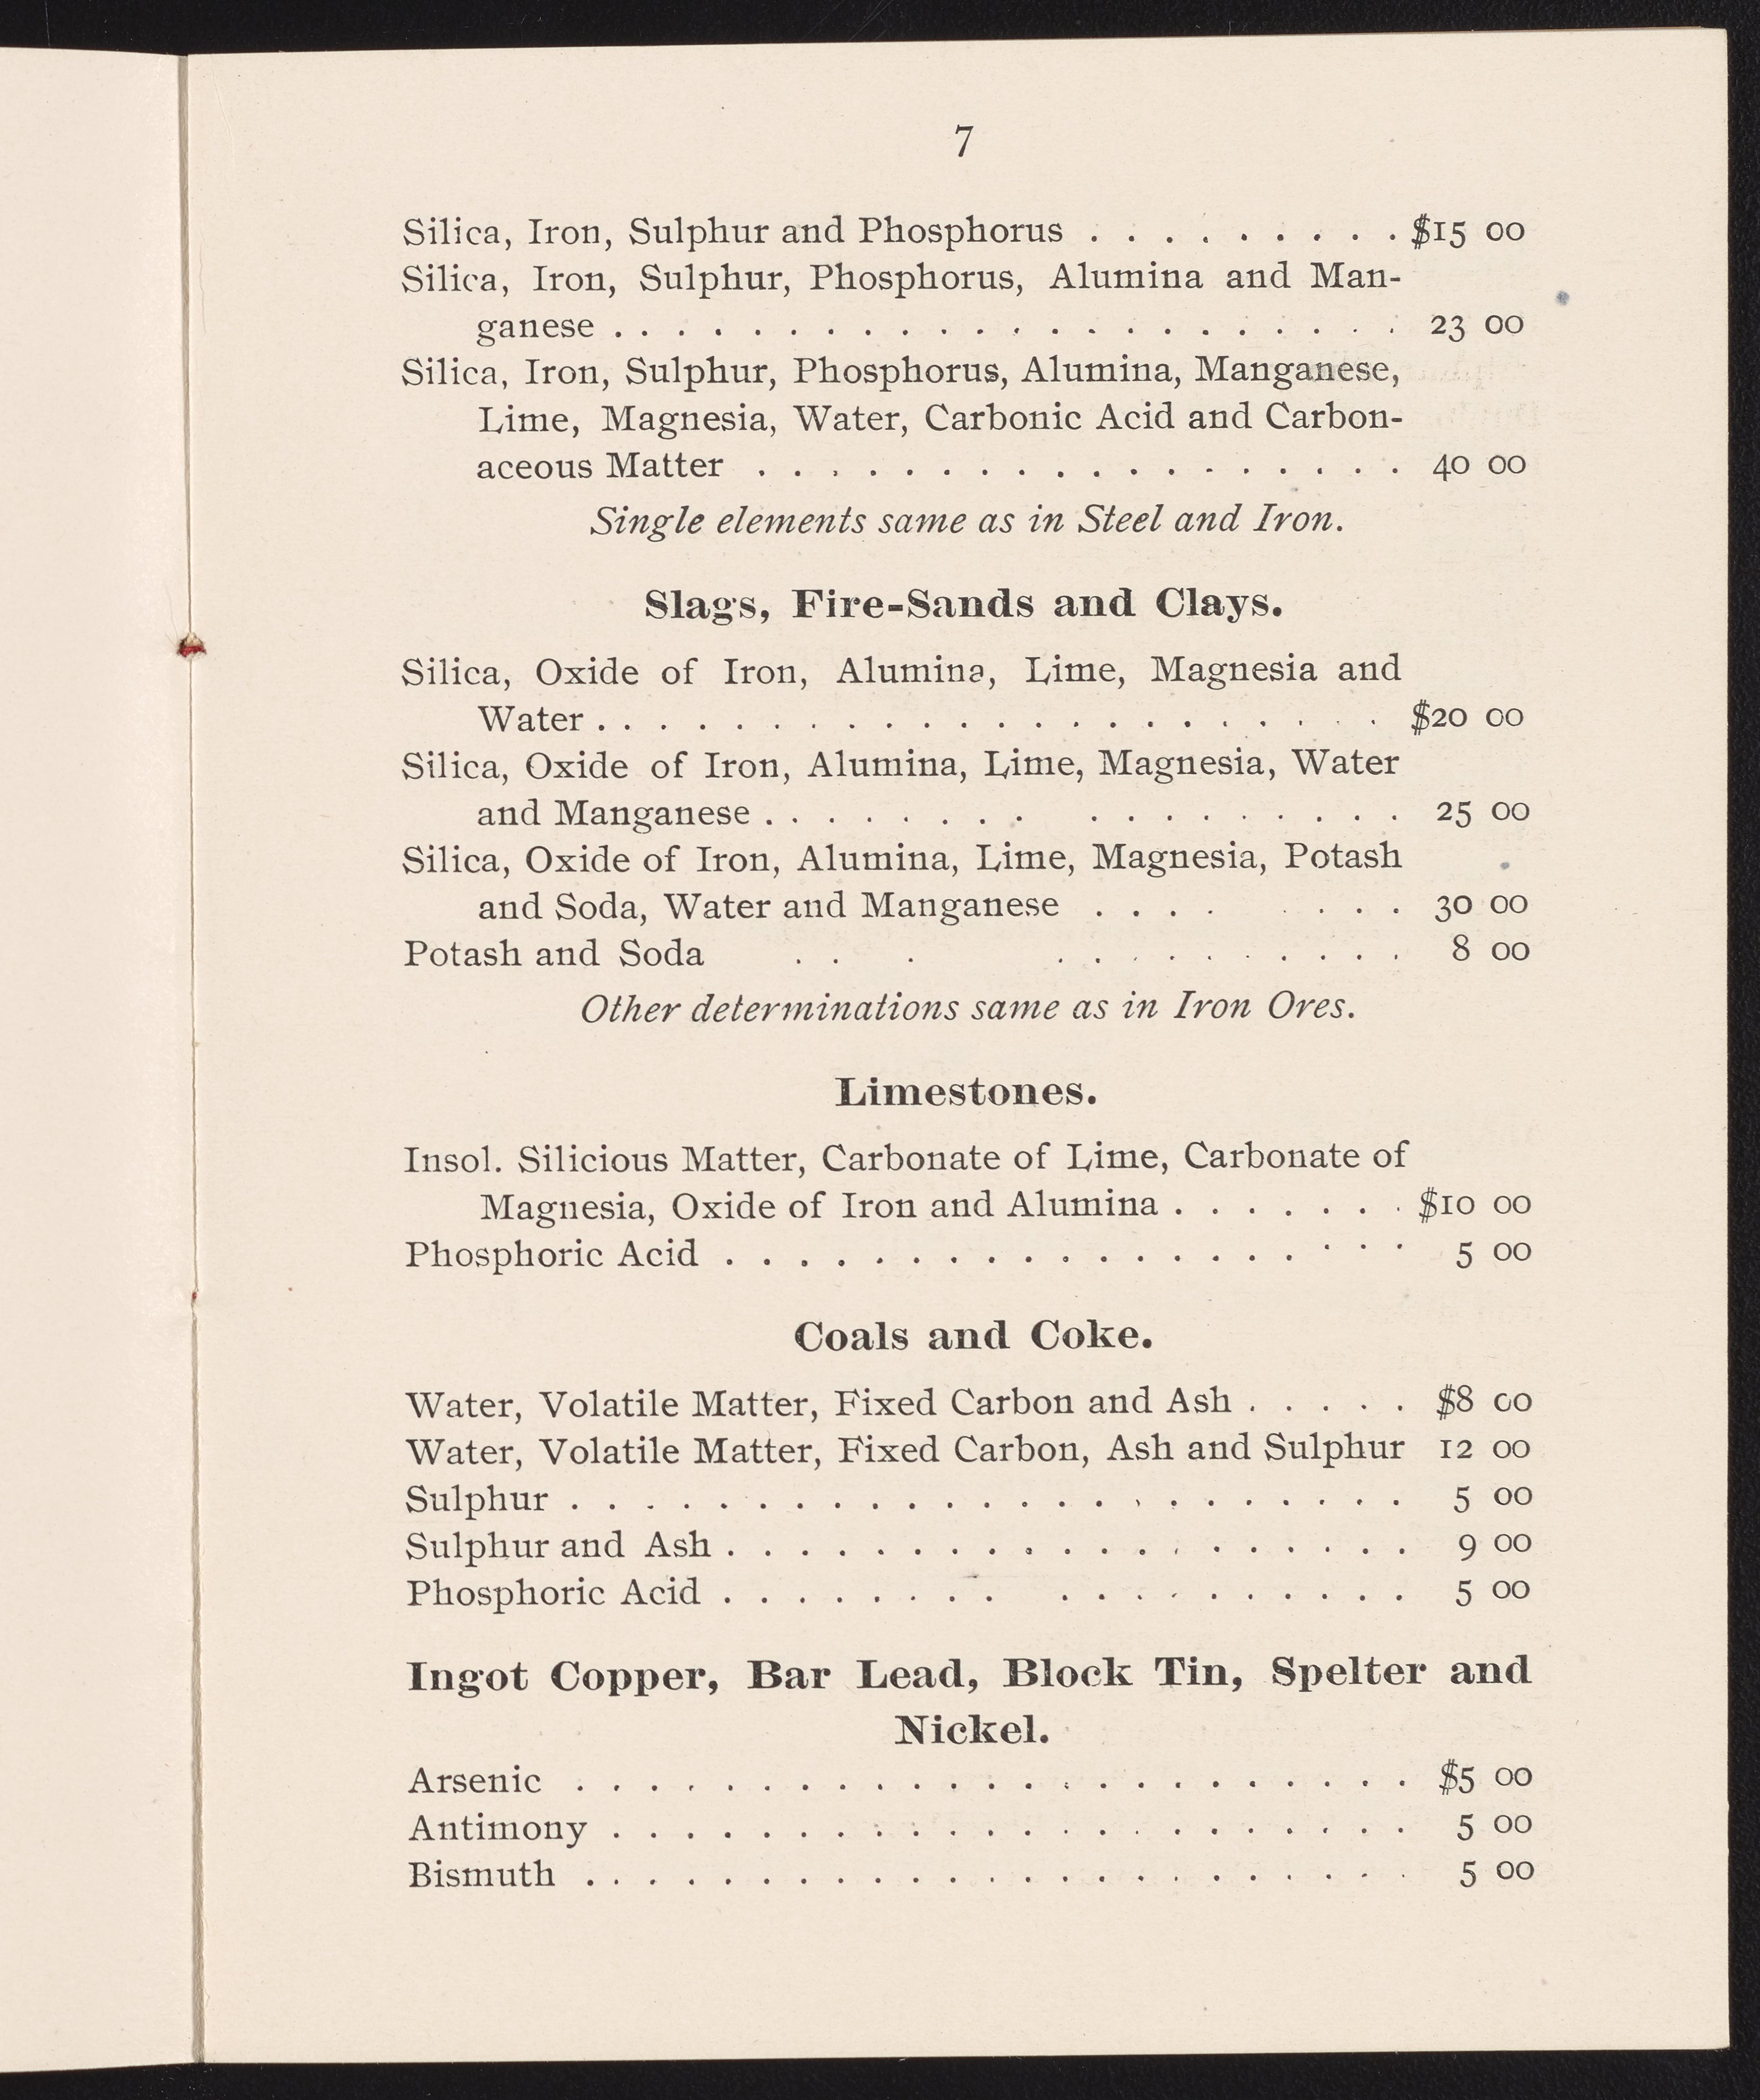 7
Silica, Iron, Sulphur and Phosphorus . . . . . . . . . $15 00
Silica, Iron, Sulphur, Phosphorus, Alumina and Man-
ganese . . . . . . . . . . . . . . . . . . . . . . 23 00
Silica, Iron, Sulphur, Phosphorus, Alumina, Manganese,
Lime, Magnesia, Water, Carbonic Acid and Carbon-
aceous Matter . . . . . . . . . . . . . . . . . . 40 00
Single elements same as in Steel and Iron.
Slags, Fire-Sands and Clays.
Silica, Oxide of Iron, Alumina, Lime, Magnesia and
Water . . . . . . . . . . . . . . . . . . . . . . $20 00
Silica, Oxide of Iron, Alumina, Lime, Magnesia, Water
and Manganese . . . . . . . . . . . . . . . . . 25 00
Silica, Oxide of Iron, Alumina, Lime, Magnesia, Potash
and Soda, Water and Manganese . . . . . . . . 30 00
Potash and Soda . . . . . . . . . . . . . 8 00
Other determinations same as in Iron Ores.
Limestones.
Insol. Silicious Matter, Carbonate of Lime, Carbonate of
Magnesia, Oxide of Iron and Alumina . . . . . . . $10 00
Phosphoric Acid . . . . . . . . . . . . . . . . . . . 5 00
Coals and Coke.
Water, Volatile Matter, Fixed Carbon and Ash . . . . . $8 00
Water, Volatile Matter, Fixed Carbon, Ash and Sulphur 12 00
Sulphur . . . . . . . . . . . . . . . . . . . . . . . 5 00
Sulphur and Ash . . . . . . . . . . . . . . . . . . . 9 00
Phosphoric Acid . . . . . . . . . . . . . . . . . . 5 00
Ingot Copper, Bar Lead, Block Tin, Spelter and
Nickel.
Arsenic . . . . . . . . . . . . . . . . . . . . . . . $5 00
Antimony . . . . . . . . . . . . . . . . . . . . . . 5 00
Bismuth . . . . . . . . . . . . . . . . . . . . . . . 5 00